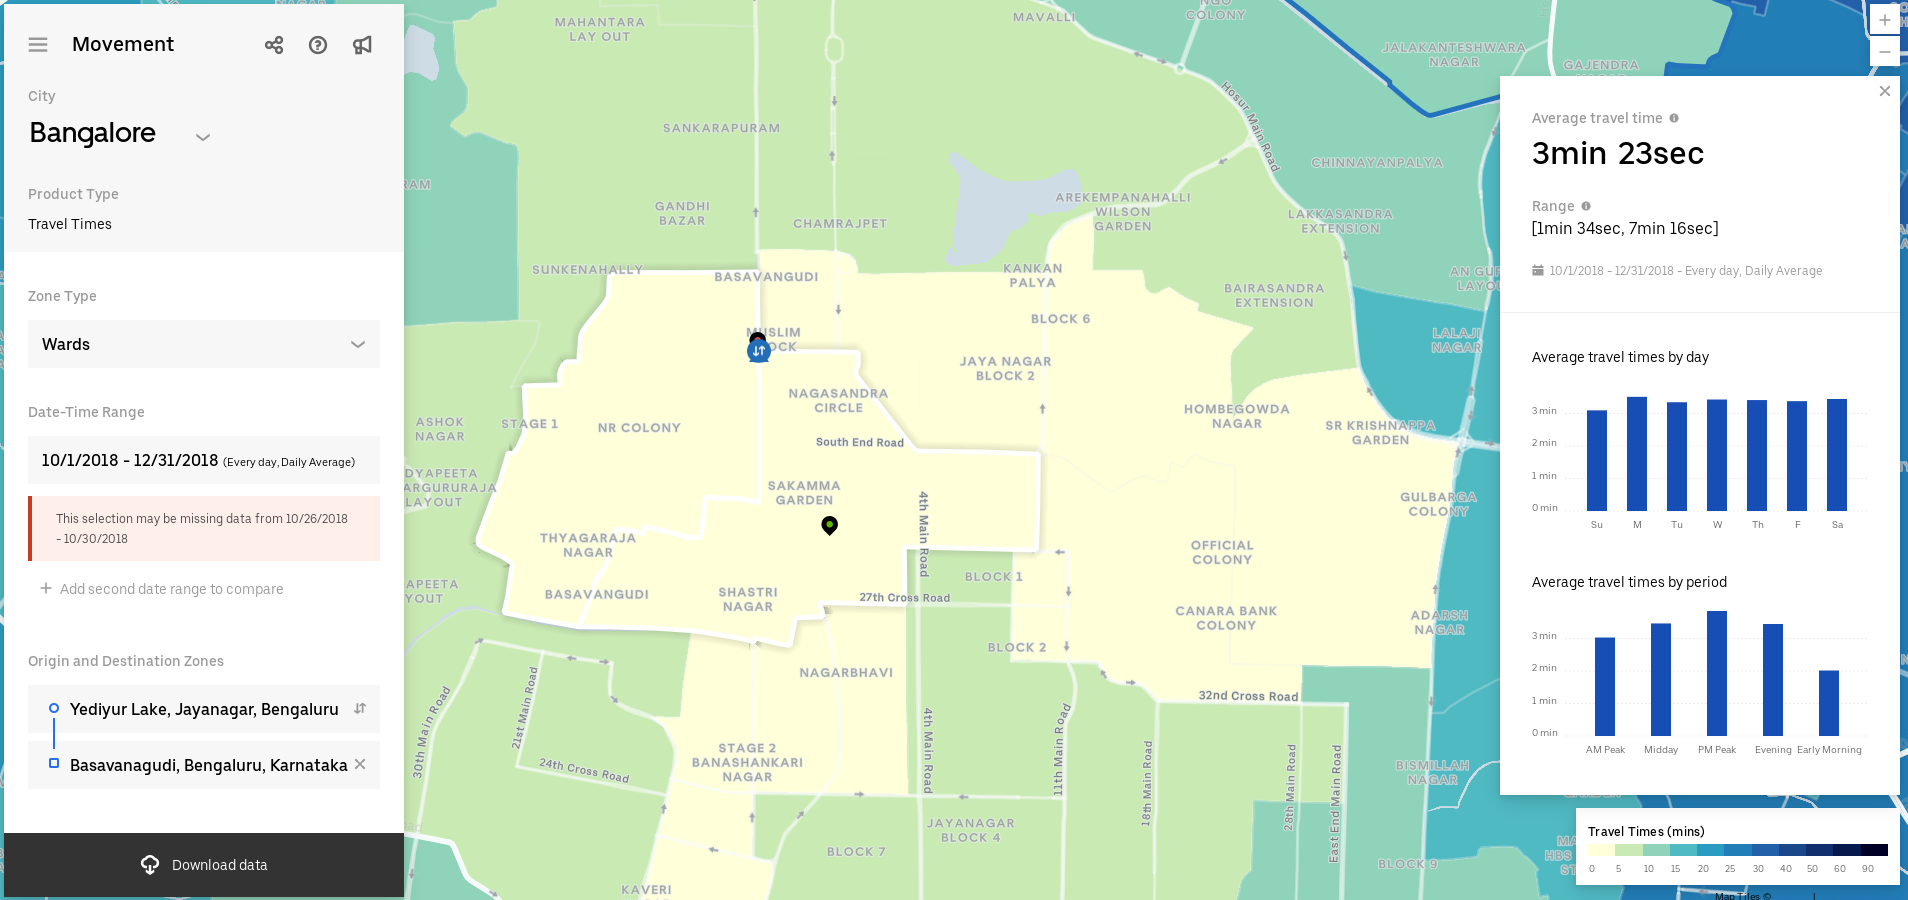 Movement
City
Bangalore
Product Type
Travel Times
Zone Type
Wards
Date-Time Range
10/1/2018 - 12/31/2018 (Every day, Daily Average)
This selection may be missing data from 10/26/2018
- 10/30/2018
Add second date range to compare
Origin and Destination Zones
Yediyur Lake, Jayanagar, Bengaluru
Basavanagudi, Bengaluru, Karnataka
Download data
MAHANTARA
LAY OUT
MAVALLI
NGO
COLONY
JALAKANTESHWARA
NAGAR
GAJENDRA
SANKARAPURAM
Hosur Main Road
CHINNAYANPALYA
GANDHI
BAZAR
CHAMRAJPET
AREKEMPANAHALLI
WILSON
GARDEN
LAKKASANDRA
EXTENSION
SUNKENAHALLY
BASAVANGUDI
KANKAN
PALYA
BAIRASANDRA
EXTENSION
BLOCK 6
MUSLIM
LALAJI
NAGAR
JAYA NAGAR
BLOCK 2
NAGASANDRA
CIRCLE
HOMBEGOWDA
NAGAR
ASHOK
NAGAR
STAGE 1
NR COLONY
South End Road
SR KRISHNAPPA
GARDEN
SAKAMMA
GARDEN
4th Main Road
GULBARGA
COLONY
LAYOUT
THYAGARAJA
NAGAR
OFFICIAL
COLONY
BLOCK 1
BASAVANGUDI
SHASTRI
NAGAR
27th Cross Road
CANARA BANK
COLONY
ADARSH
NAGAR
BLOCK 2
NAGARBHAVI
30th Main Road
21st Main Road
32nd Cross Road
24th Cross Road
STAGE 2
BANASHANKARI
NAGAR
4th Main Road
11th Main Road
18th Main Road
28th Main Road
East End Main Road
BISMILLAH
NAGAR
JAYANAGAR
BLOCK 4
BLOCK 7
BLOCK 9
KAVERI
Average travel time
3min 23sec
Range
[1min 34sec, 7min 16sec]
10/1/2018 - 12/31/2018 - Every day, Daily Average
Average travel times by day
3 min
2 min
1 min
0 min
Su M Tu W Th F Sa
Average travel times by period
3 min
2 min
1 min
0 min
AM Peak Midday PM Peak Evening Early Morning
Travel Times (mins)
0 5 10 15 20 25 30 40 50 60 90
Map Tiles ©